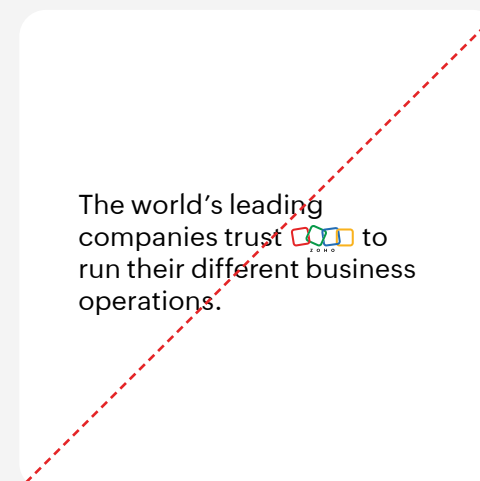 The world’s leading
companies trust ZOHO to
run their different business
operations.